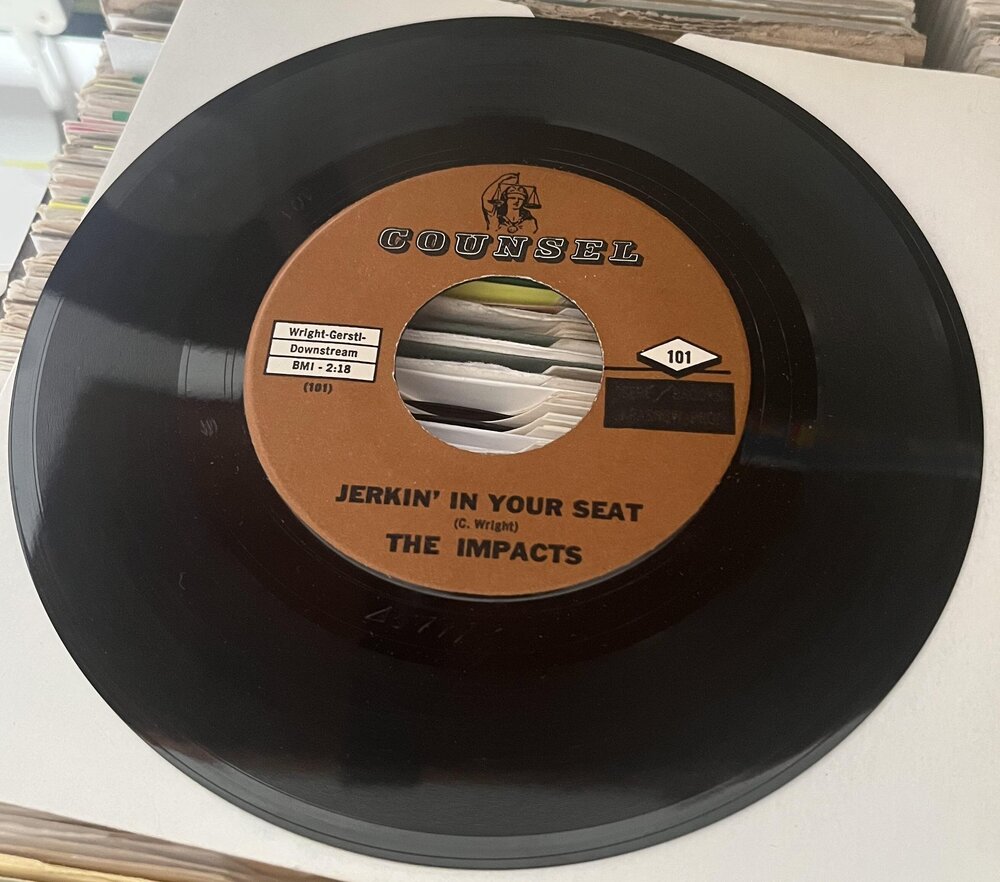 COUNSEL
Wright-Gerstl-
Downstream
BMI - 2:18
(101)
101
JERKIN' IN YOUR SEAT
(C. Wright)
THE IMPACTS